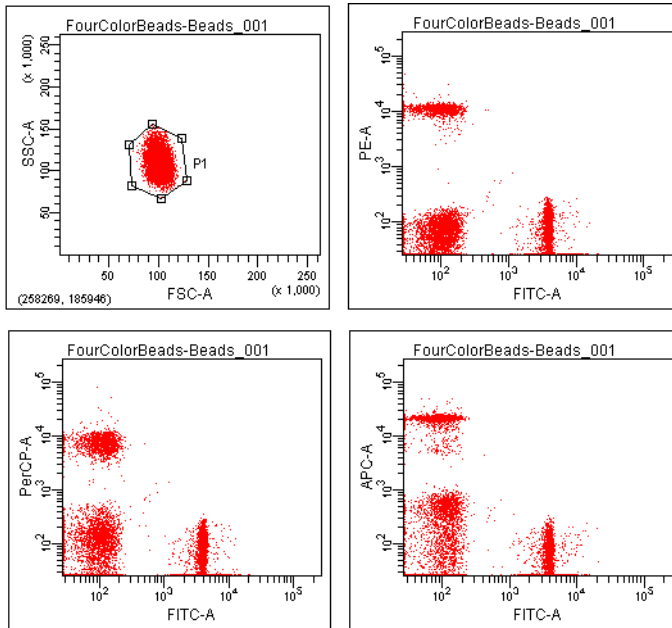 FourColorBeads-Beads_001
SSC-A
(x 1,000)
250
200
150
100
50
P1
50 100 150 200 250
(258269, 185946)
FSC-A
(x 1,000)
FourColorBeads-Beads_001
PE-A
10^5
10^4
10^3
10^2
10^2 10^3 10^4 10^5
FITC-A
FourColorBeads-Beads_001
PerCP-A
10^5
10^4
10^3
10^2
10^2 10^3 10^4 10^5
FITC-A
FourColorBeads-Beads_001
APC-A
10^5
10^4
10^3
10^2
10^2 10^3 10^4 10^5
FITC-A